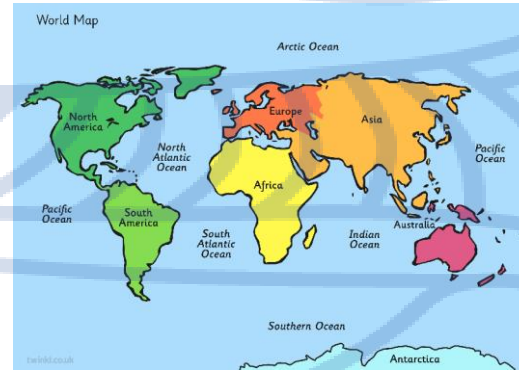 World Map
Arctic Ocean
North
America
Europe
Asia
North
Atlantic
Ocean
Pacific
Ocean
Africa
Pacific
Ocean
South
America
South
Atlantic
Ocean
Indian
Ocean
Australia
Southern Ocean
Antarctica
twinkl.co.uk